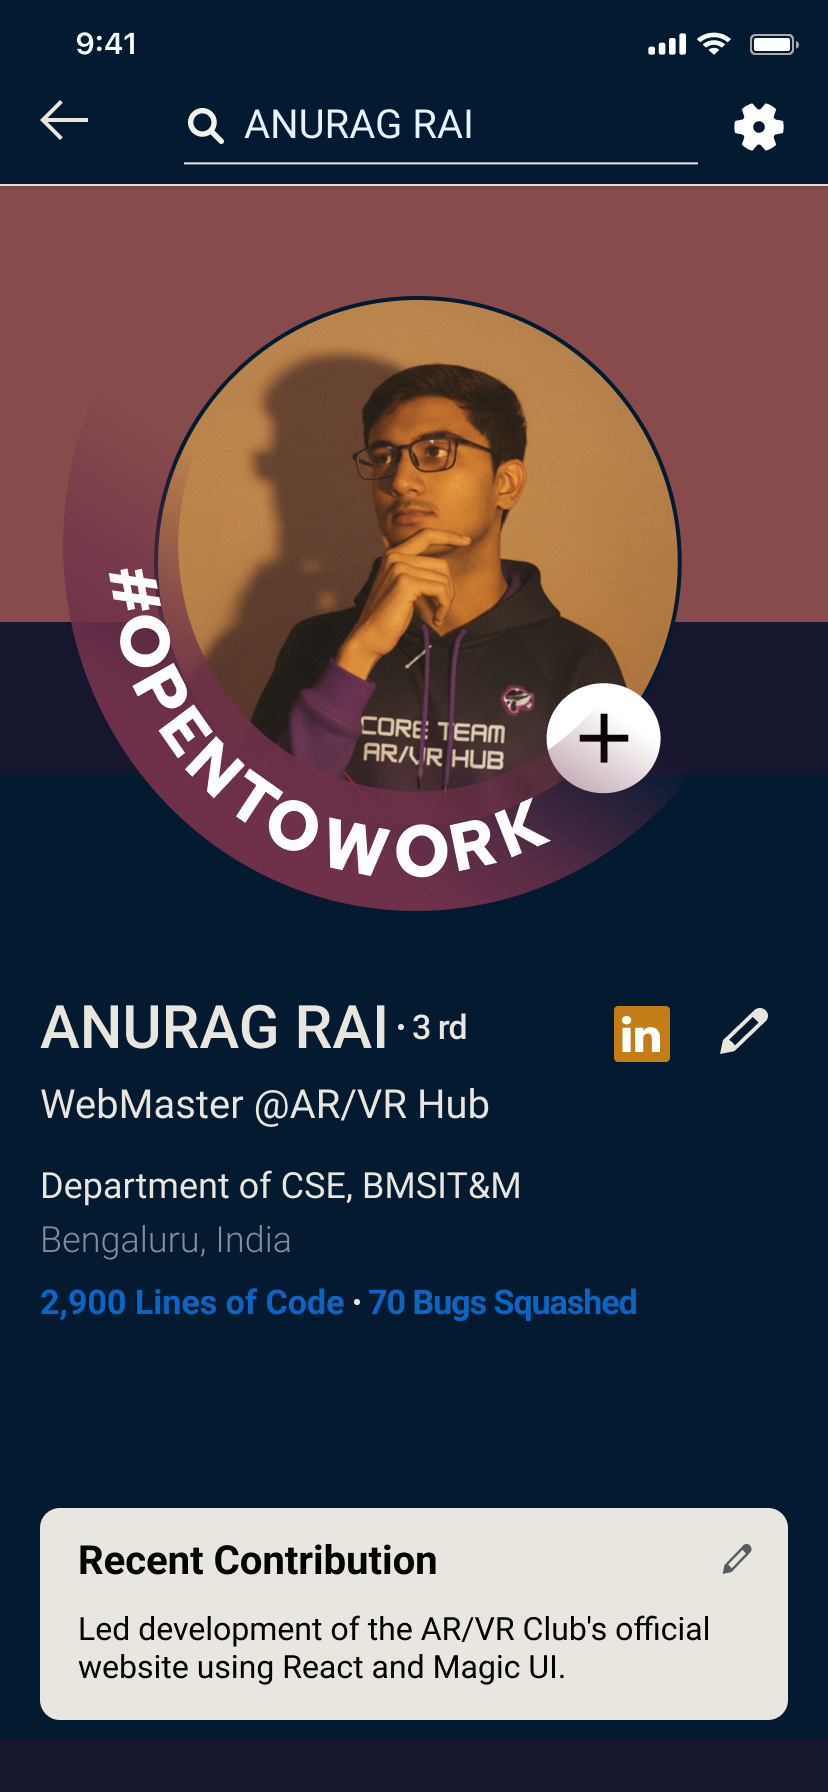 9:41
ANURAG RAI
CORE TEAM
AR/VR HUB
#OPENTOWORK
ANURAG RAI · 3 rd
in
WebMaster @AR/VR Hub
Department of CSE, BMSIT&M
Bengaluru, India
2,900 Lines of Code · 70 Bugs Squashed
Recent Contribution
Led development of the AR/VR Club's official
website using React and Magic UI.